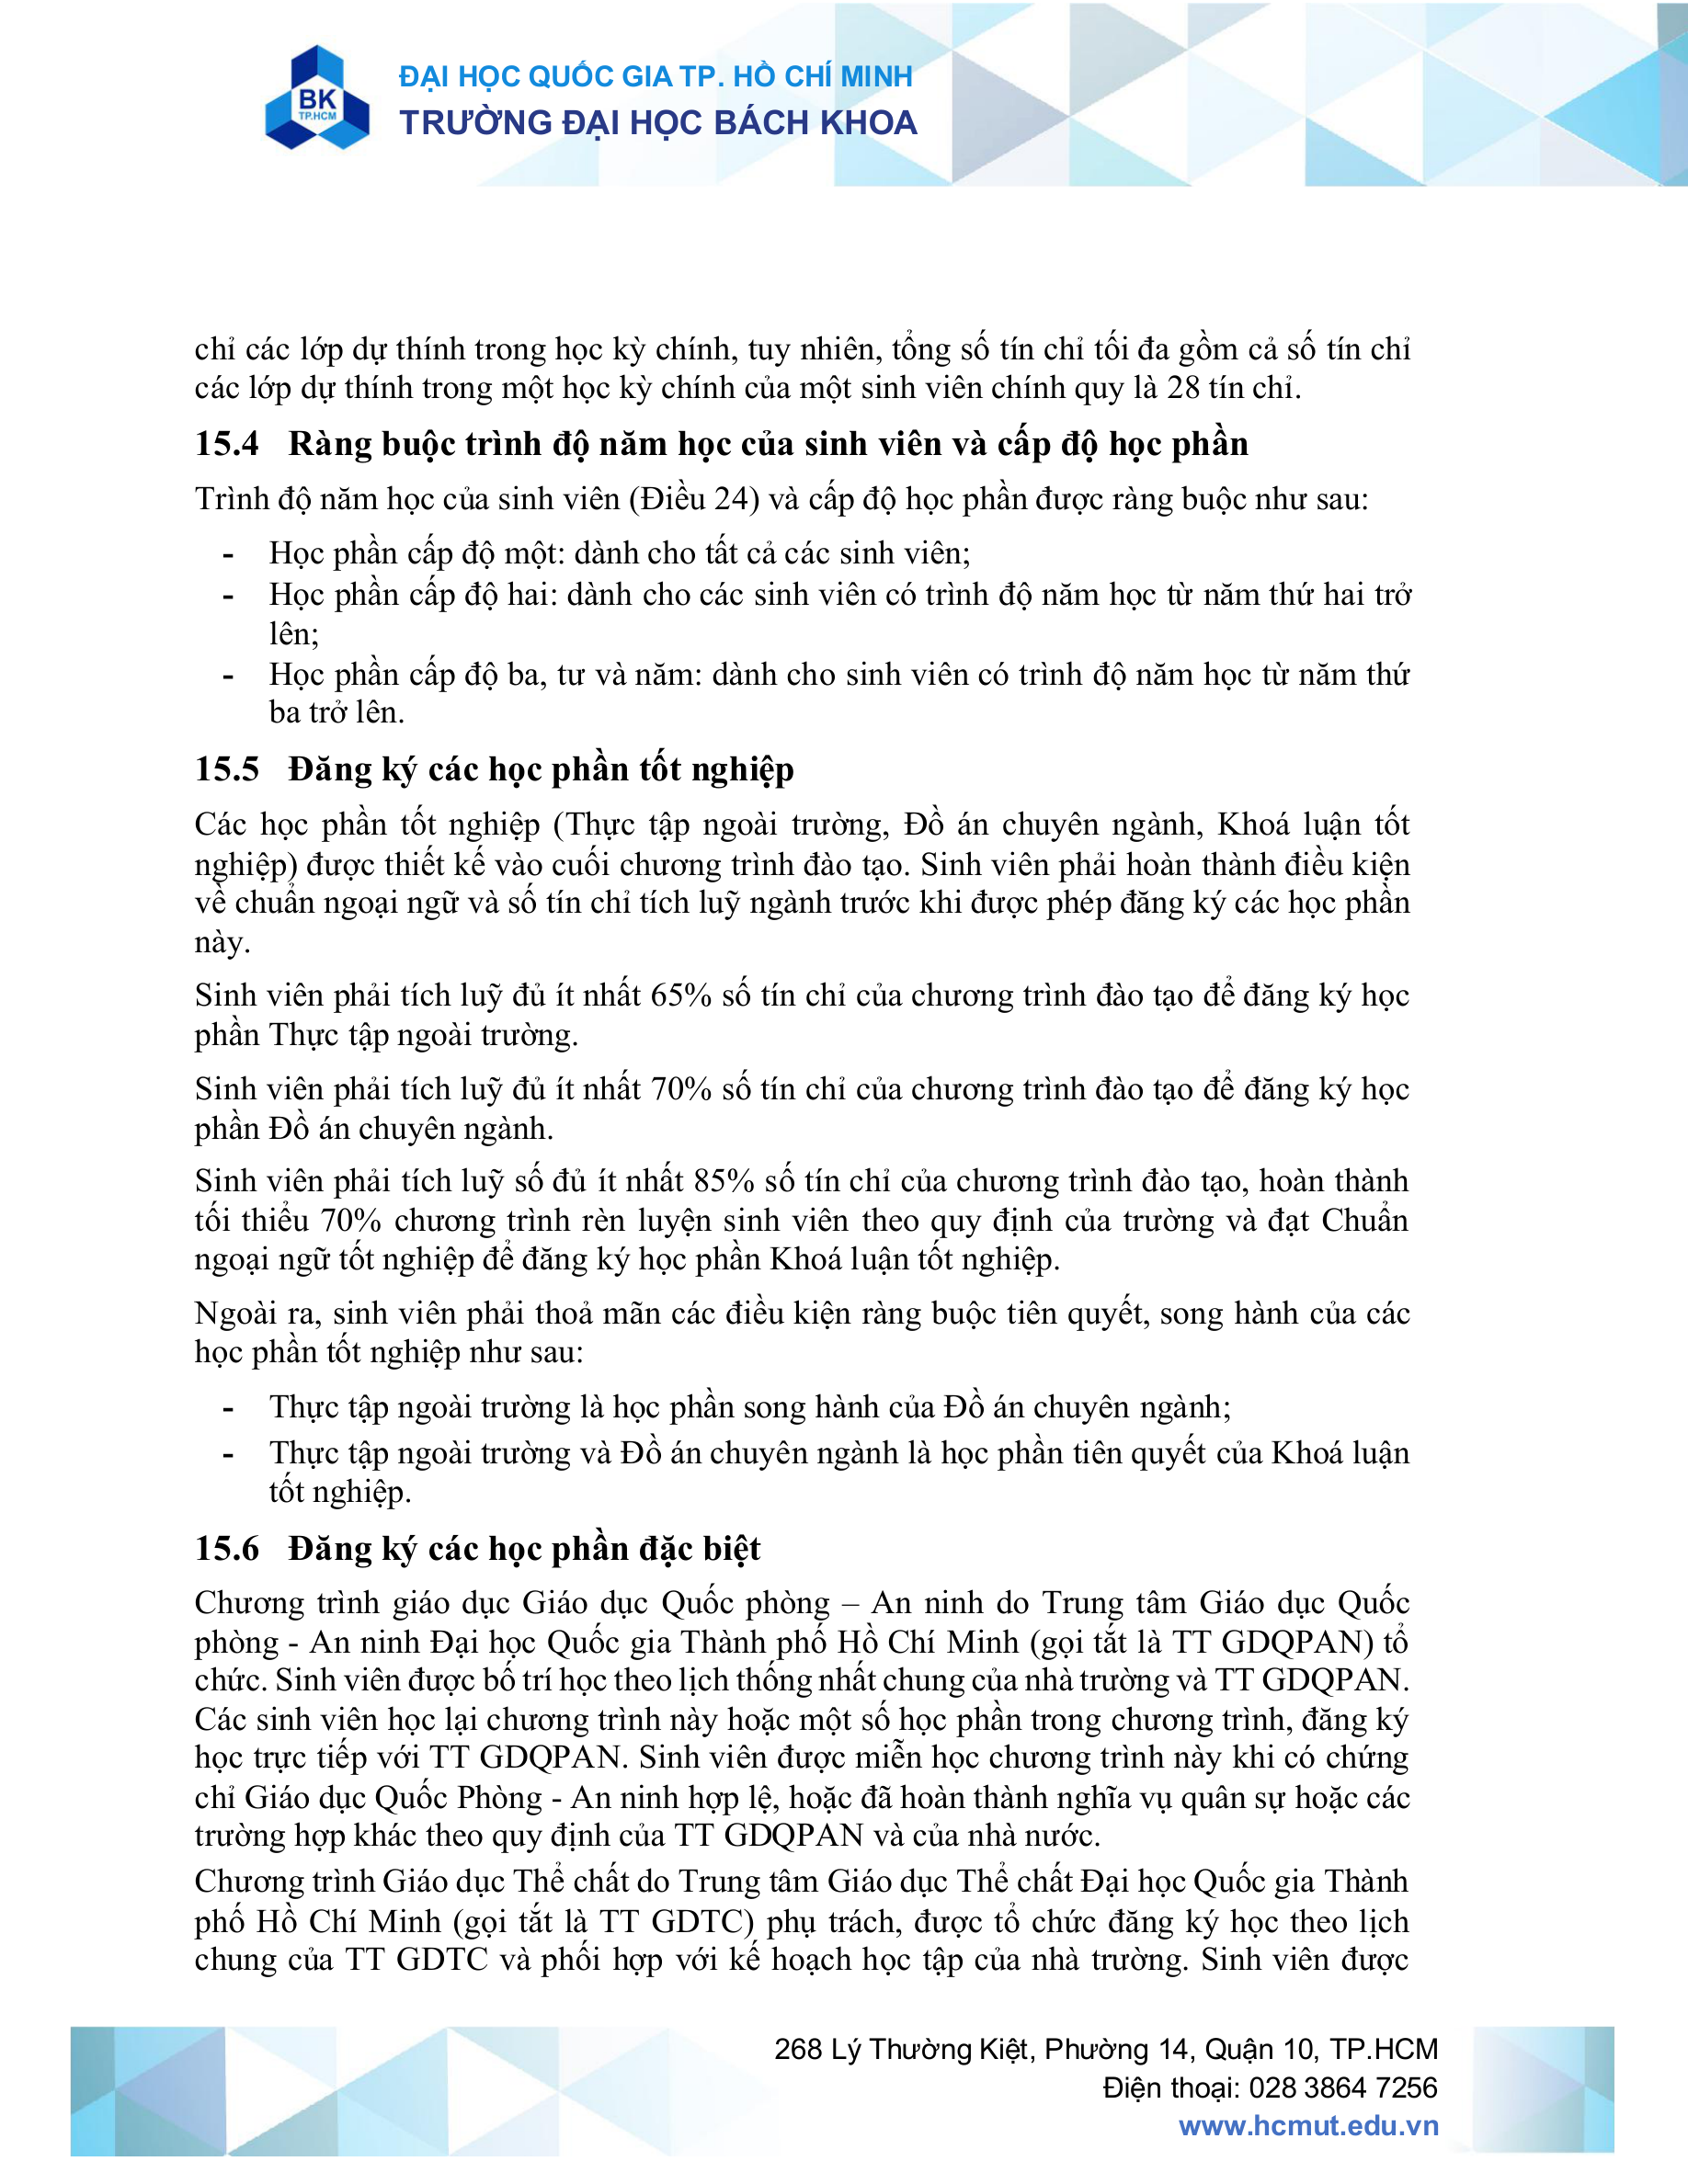 ĐẠI HỌC QUỐC GIA TP. HỒ CHÍ MINH
BK
TP.HCM
TRƯỜNG ĐẠI HỌC BÁCH KHOA
chỉ các lớp dự thính trong học kỳ chính, tuy nhiên, tổng số tín chỉ tối đa gồm cả số tín chỉ
các lớp dự thính trong một học kỳ chính của một sinh viên chính quy là 28 tín chỉ.
15.4 Ràng buộc trình độ năm học của sinh viên và cấp độ học phần
Trình độ năm học của sinh viên (Điều 24) và cấp độ học phần được ràng buộc như sau:
- Học phần cấp độ một: dành cho tất cả các sinh viên;
- Học phần cấp độ hai: dành cho các sinh viên có trình độ năm học từ năm thứ hai trở
lên;
- Học phần cấp độ ba, tư và năm: dành cho sinh viên có trình độ năm học từ năm thứ
ba trở lên.
15.5 Đăng ký các học phần tốt nghiệp
Các học phần tốt nghiệp (Thực tập ngoài trường, Đồ án chuyên ngành, Khoá luận tốt
nghiệp) được thiết kế vào cuối chương trình đào tạo. Sinh viên phải hoàn thành điều kiện
về chuẩn ngoại ngữ và số tín chỉ tích luỹ ngành trước khi được phép đăng ký các học phần
này.
Sinh viên phải tích luỹ đủ ít nhất 65% số tín chỉ của chương trình đào tạo để đăng ký học
phần Thực tập ngoài trường.
Sinh viên phải tích luỹ đủ ít nhất 70% số tín chỉ của chương trình đào tạo để đăng ký học
phần Đồ án chuyên ngành.
Sinh viên phải tích luỹ số đủ ít nhất 85% số tín chỉ của chương trình đào tạo, hoàn thành
tối thiểu 70% chương trình rèn luyện sinh viên theo quy định của trường và đạt Chuẩn
ngoại ngữ tốt nghiệp để đăng ký học phần Khoá luận tốt nghiệp.
Ngoài ra, sinh viên phải thoả mãn các điều kiện ràng buộc tiên quyết, song hành của các
học phần tốt nghiệp như sau:
- Thực tập ngoài trường là học phần song hành của Đồ án chuyên ngành;
- Thực tập ngoài trường và Đồ án chuyên ngành là học phần tiên quyết của Khoá luận
tốt nghiệp.
15.6 Đăng ký các học phần đặc biệt
Chương trình giáo dục Giáo dục Quốc phòng – An ninh do Trung tâm Giáo dục Quốc
phòng - An ninh Đại học Quốc gia Thành phố Hồ Chí Minh (gọi tắt là TT GDQPAN) tổ
chức. Sinh viên được bố trí học theo lịch thống nhất chung của nhà trường và TT GDQPAN.
Các sinh viên học lại chương trình này hoặc một số học phần trong chương trình, đăng ký
học trực tiếp với TT GDQPAN. Sinh viên được miễn học chương trình này khi có chứng
chỉ Giáo dục Quốc Phòng - An ninh hợp lệ, hoặc đã hoàn thành nghĩa vụ quân sự hoặc các
trường hợp khác theo quy định của TT GDQPAN và của nhà nước.
Chương trình Giáo dục Thể chất do Trung tâm Giáo dục Thể chất Đại học Quốc gia Thành
phố Hồ Chí Minh (gọi tắt là TT GDTC) phụ trách, được tổ chức đăng ký học theo lịch
chung của TT GDTC và phối hợp với kế hoạch học tập của nhà trường. Sinh viên được
268 Lý Thường Kiệt, Phường 14, Quận 10, TP.HCM
Điện thoại: 028 3864 7256
www.hcmut.edu.vn